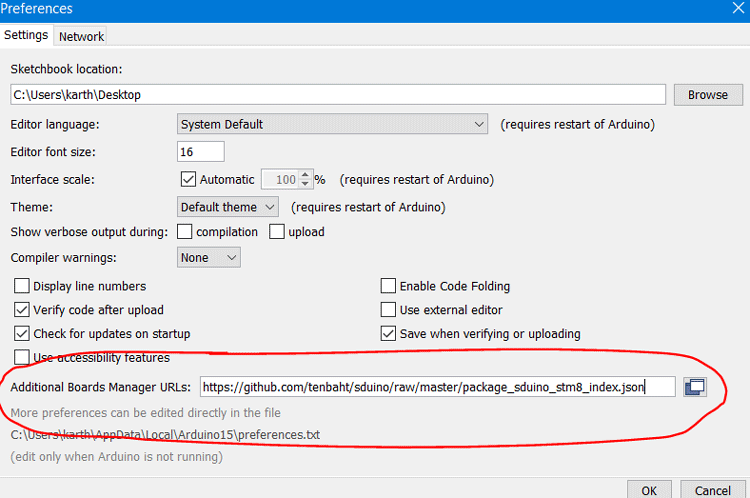 Preferences
Settings Network
Sketchbook location:
C:\Users\karth\Desktop Browse
Editor language: System Default (requires restart of Arduino)
Editor font size: 16
Interface scale: Automatic 100 % (requires restart of Arduino)
Theme: Default theme (requires restart of Arduino)
Show verbose output during: compilation upload
Compiler warnings: None
Display line numbers Enable Code Folding
Verify code after upload Use external editor
Check for updates on startup Save when verifying or uploading
Use accessibility features
Additional Boards Manager URLs: https://github.com/tenbaht/sduino/raw/master/package_sduino_stm8_index.json
More preferences can be edited directly in the file
C:\Users\karth\AppData\Local\Arduino15\preferences.txt
(edit only when Arduino is not running)
OK Cancel